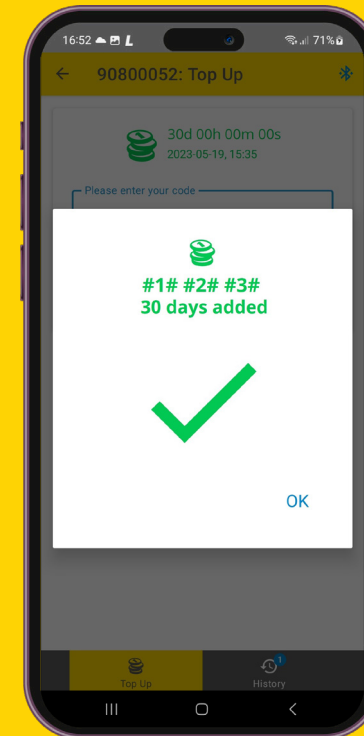 16:52
71%
90800052: Top Up
30d 00h 00m 00s
2023-05-19, 15:35
Please enter your code
#1# #2# #3#
30 days added
OK
1
Top Up
History